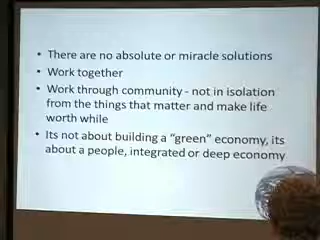 • There are no absolute or miracle solutions
• Work together
• Work through community - not in isolation
from the things that matter and make life
worth while
• Its not about building a “green” economy, its
about a people, integrated or deep economy